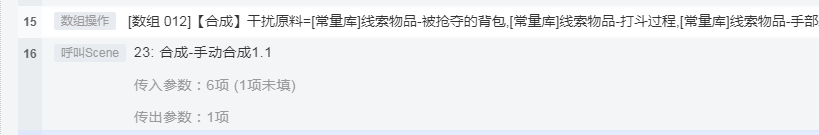 15 数组操作 [数组 012]【合成】干扰原料=[常量库]线索物品-被抢夺的背包,[常量库]线索物品-打斗过程,[常量库]线索物品-手部
16 呼叫Scene 23: 合成-手动合成1.1
传入参数：6项 (1项未填)
传出参数：1项